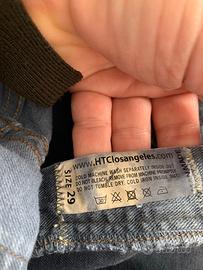 www.HTClosangeles.com
COLD MACHINE WASH SEPARATELY INSIDE OUT
DO NOT BLEACH. REMOVE FROM MACHINE PROMPTLY
DO NOT TUMBLE DRY. COLD IRON INSIDE OUT
SIZE 29
MADE